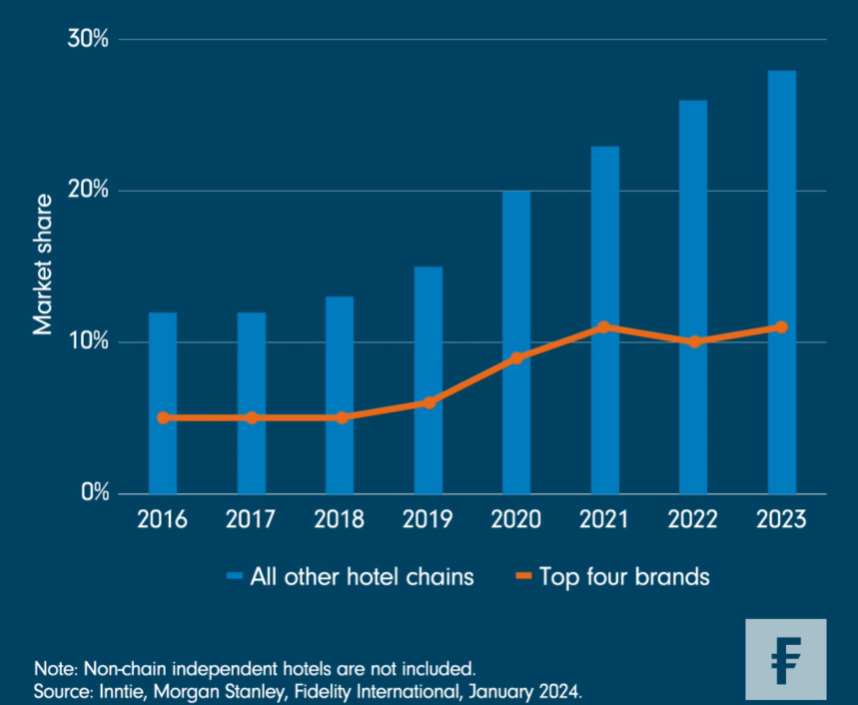 30%
20%
10%
0%
Market share
2016 2017 2018 2019 2020 2021 2022 2023
All other hotel chains Top four brands
Note: Non-chain independent hotels are not included.
Source: Inntie, Morgan Stanley, Fidelity International, January 2024.
F